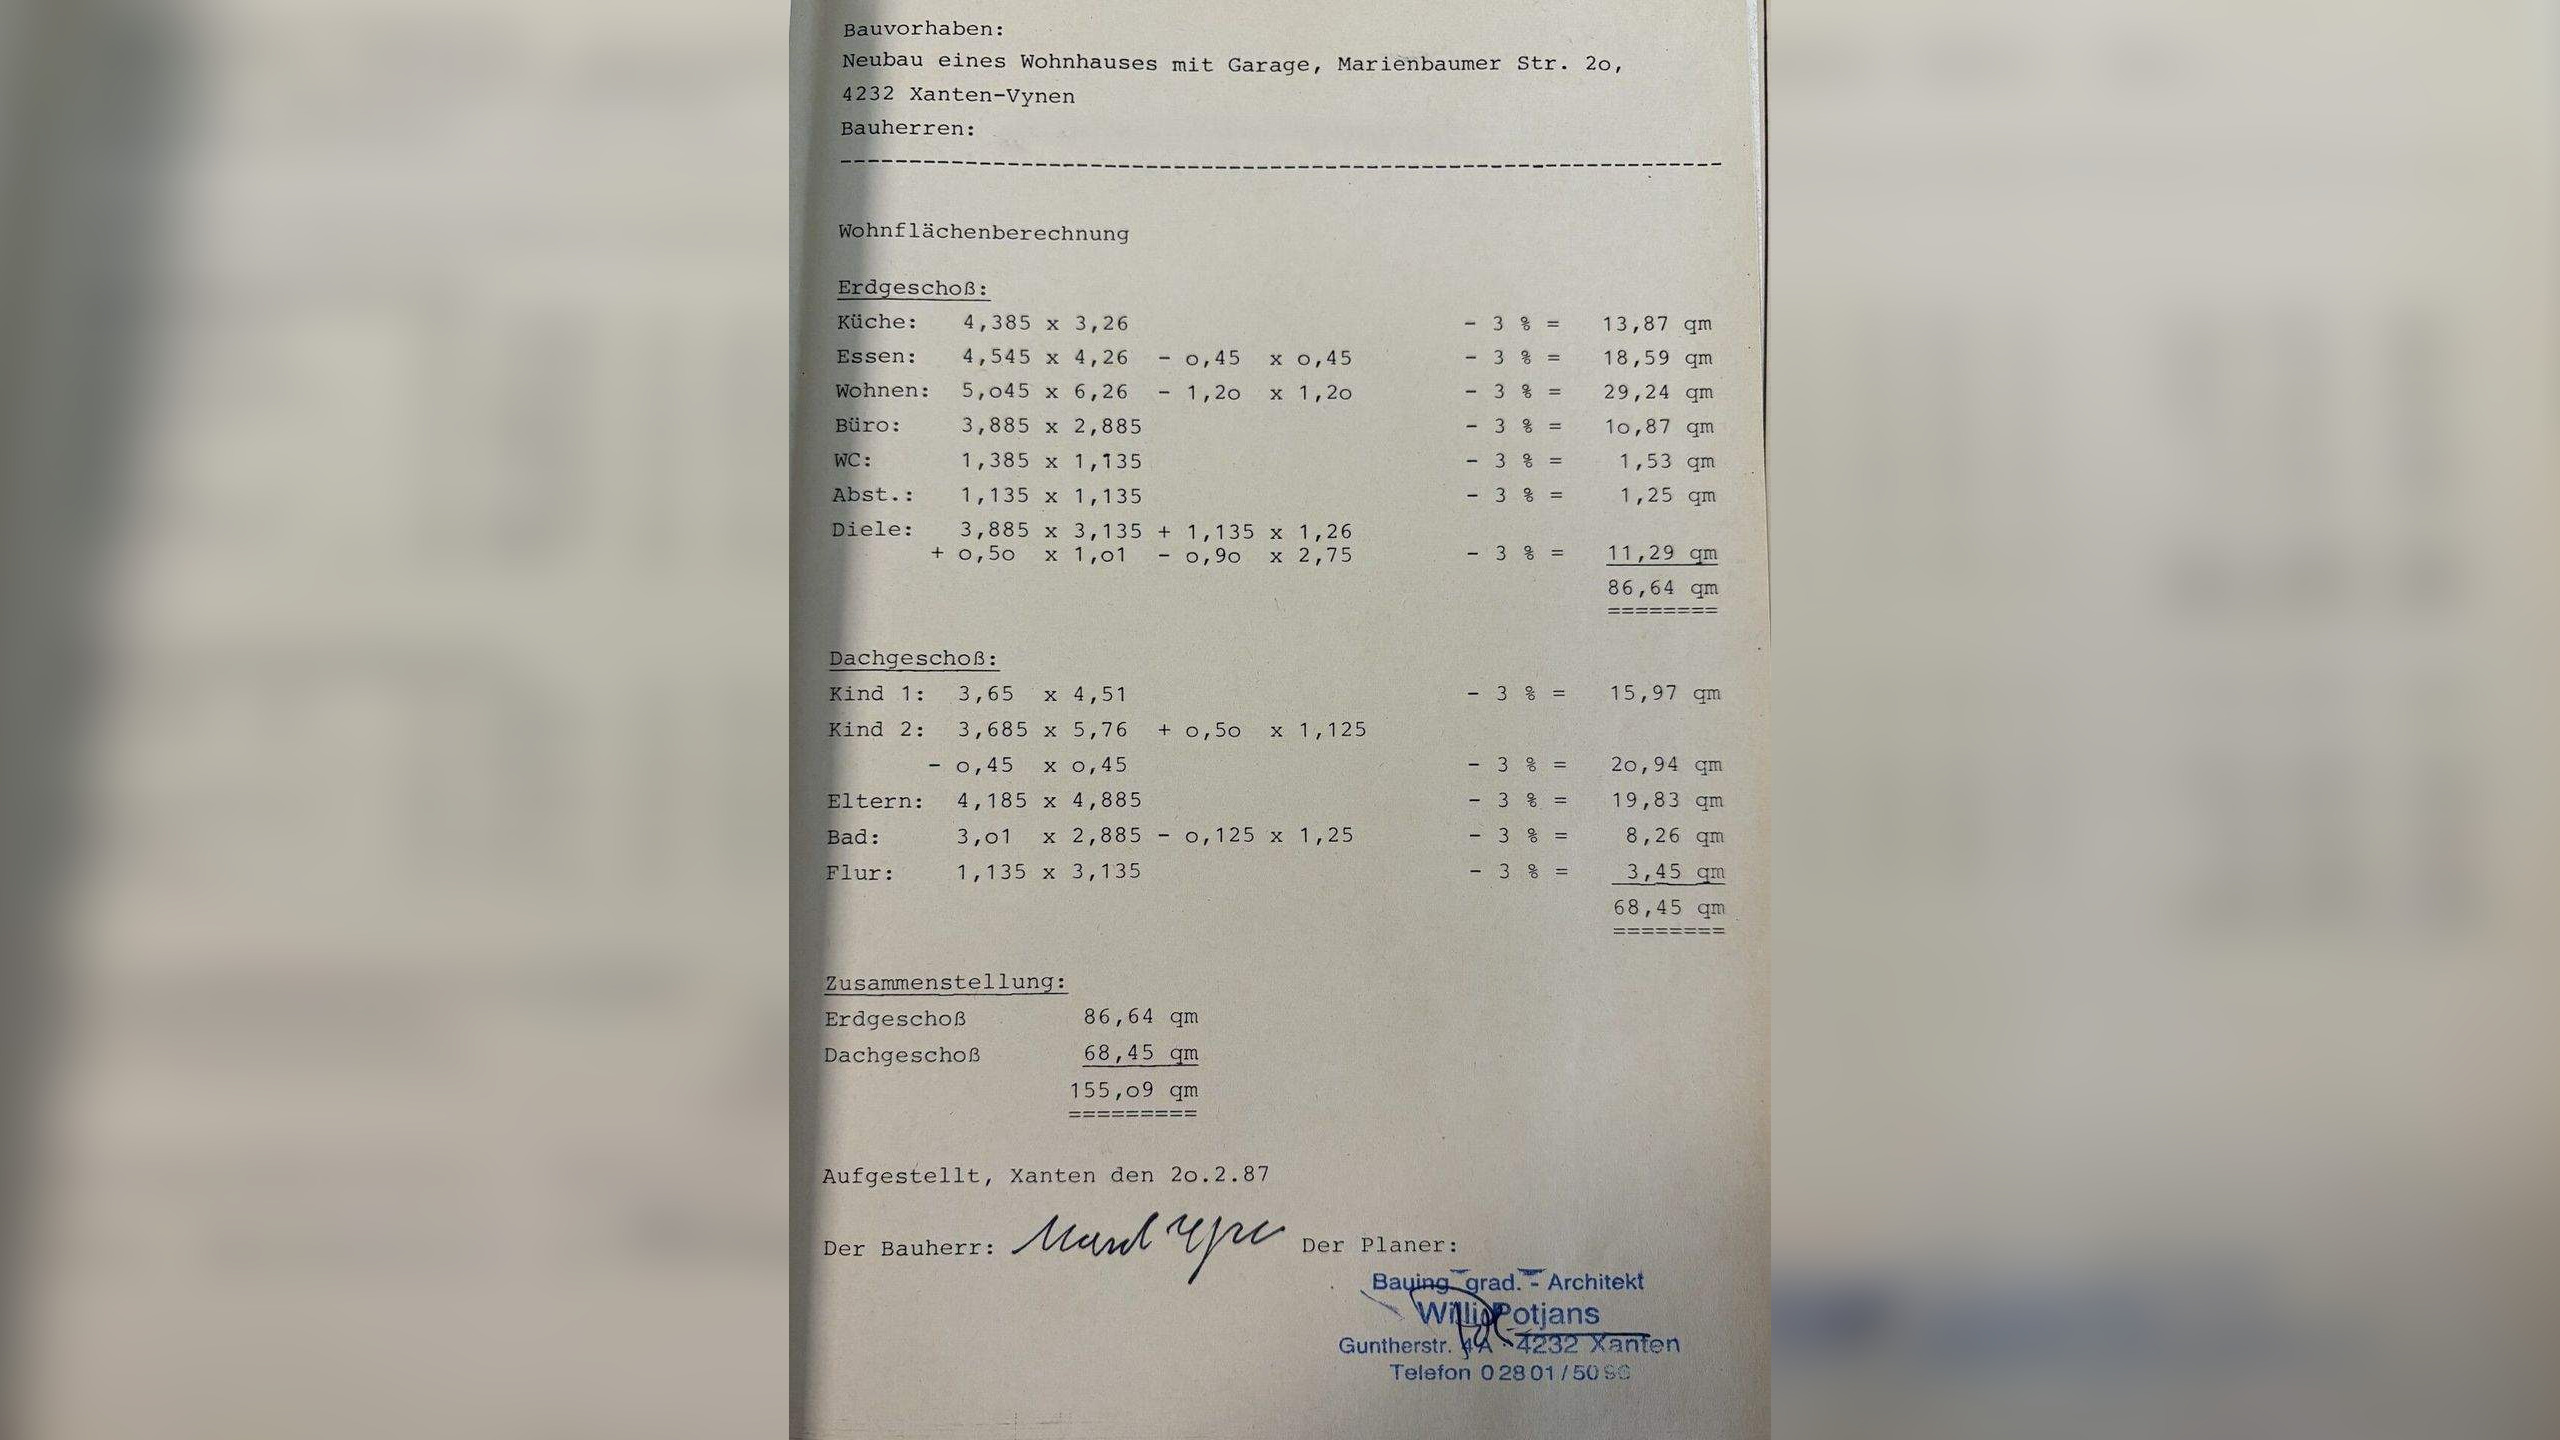 Bauvorhaben:
Neubau eines Wohnhauses mit Garage, Marienbaumer Str. 2o,
4232 Xanten-Vynen
Bauherren:
Wohnflächenberechnung
Erdgeschoß:
Küche: 4,385 x 3,26 - 3 % = 13,87 qm
Essen: 4,545 x 4,26 - o,45 x o,45 - 3 % = 18,59 qm
Wohnen: 5,o45 x 6,26 - 1,2o x 1,2o - 3 % = 29,24 qm
Büro: 3,885 x 2,885 - 3 % = 1o,87 qm
WC: 1,385 x 1,135 - 3 % = 1,53 qm
Abst.: 1,135 x 1,135 - 3 % = 1,25 qm
Diele: 3,885 x 3,135 + 1,135 x 1,26
+ o,5o x 1,o1 - o,9o x 2,75 - 3 % = 11,29 qm
86,64 qm
========
Dachgeschoß:
Kind 1: 3,65 x 4,51 - 3 % = 15,97 qm
Kind 2: 3,685 x 5,76 + o,5o x 1,125
- o,45 x o,45 - 3 % = 2o,94 qm
Eltern: 4,185 x 4,885 - 3 % = 19,83 qm
Bad: 3,o1 x 2,885 - o,125 x 1,25 - 3 % = 8,26 qm
Flur: 1,135 x 3,135 - 3 % = 3,45 qm
68,45 qm
========
Zusammenstellung:
Erdgeschoß 86,64 qm
Dachgeschoß 68,45 qm
155,o9 qm
=========
Aufgestellt, Xanten den 2o.2.87
Der Bauherr: Der Planer:
Bauing grad. - Architekt
Willi Potjans
Guntherstr. 4A · 4232 Xanten
Telefon 02801/